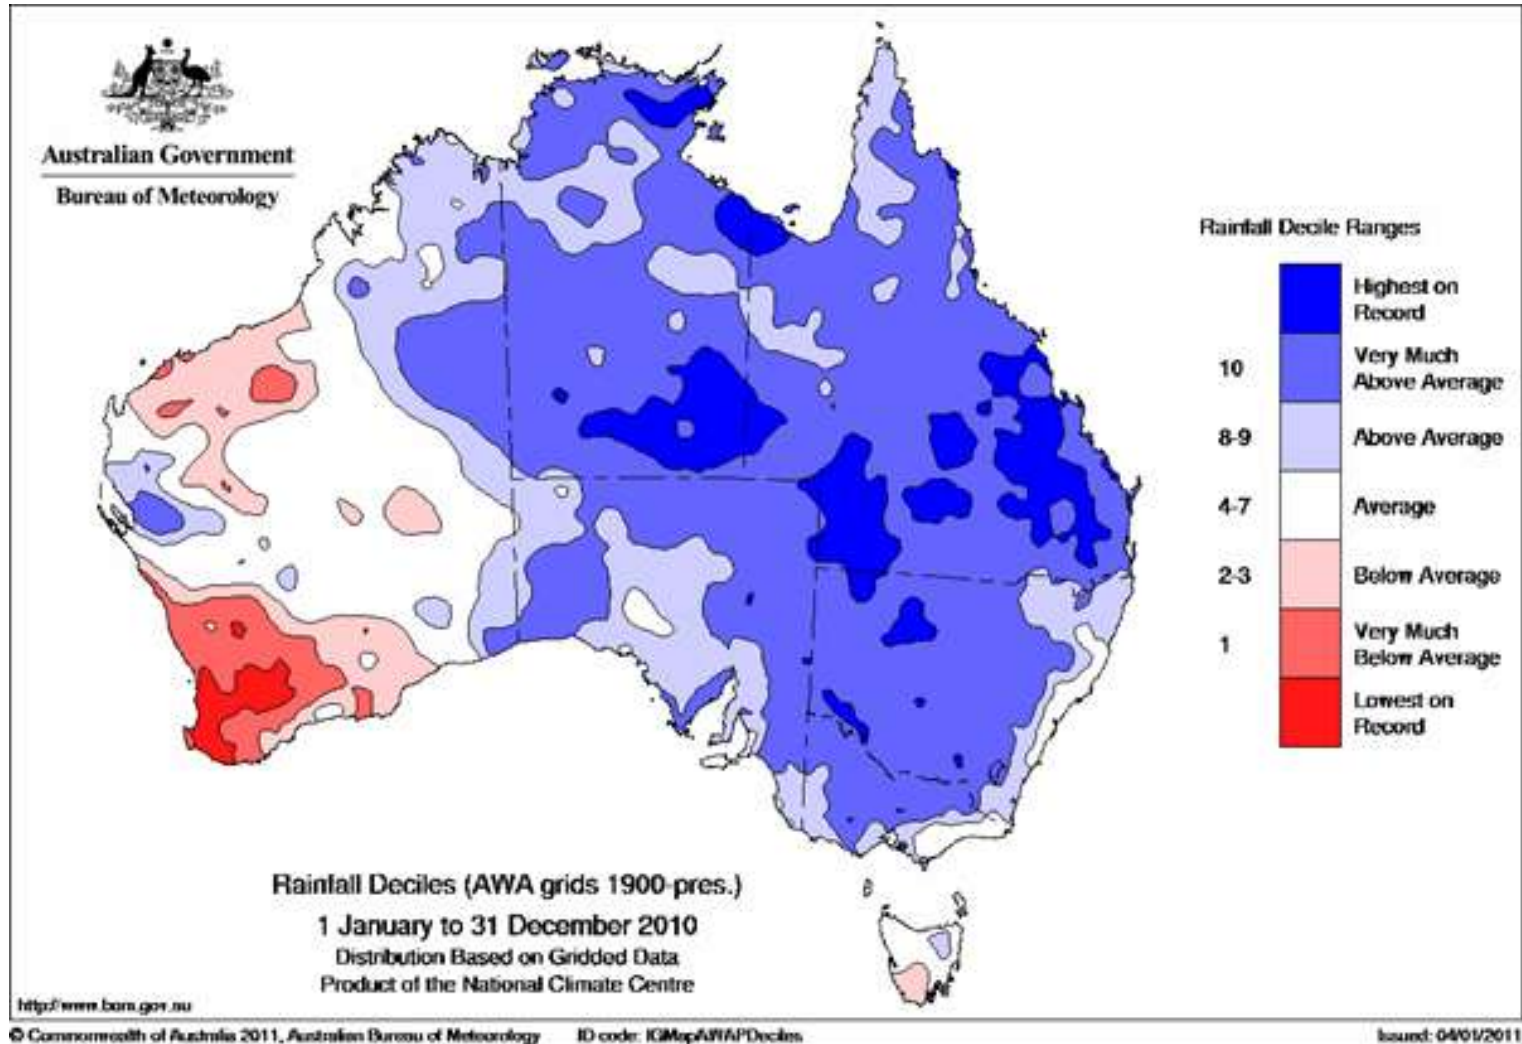 Australian Government
Bureau of Meteorology
Rainfall Decile Ranges
Highest on
Record
10
Very Much
Above Average
8-9
Above Average
4-7
Average
2-3
Below Average
1
Very Much
Below Average
Lowest on
Record
Rainfall Deciles (AWA grids 1900-pres.)
1 January to 31 December 2010
Distribution Based on Gridded Data
Product of the National Climate Centre
http://www.bom.gov.au
© Commonwealth of Australia 2011, Australian Bureau of Meteorology ID code: IGMapAWAPDeciles Issued: 04/01/2011